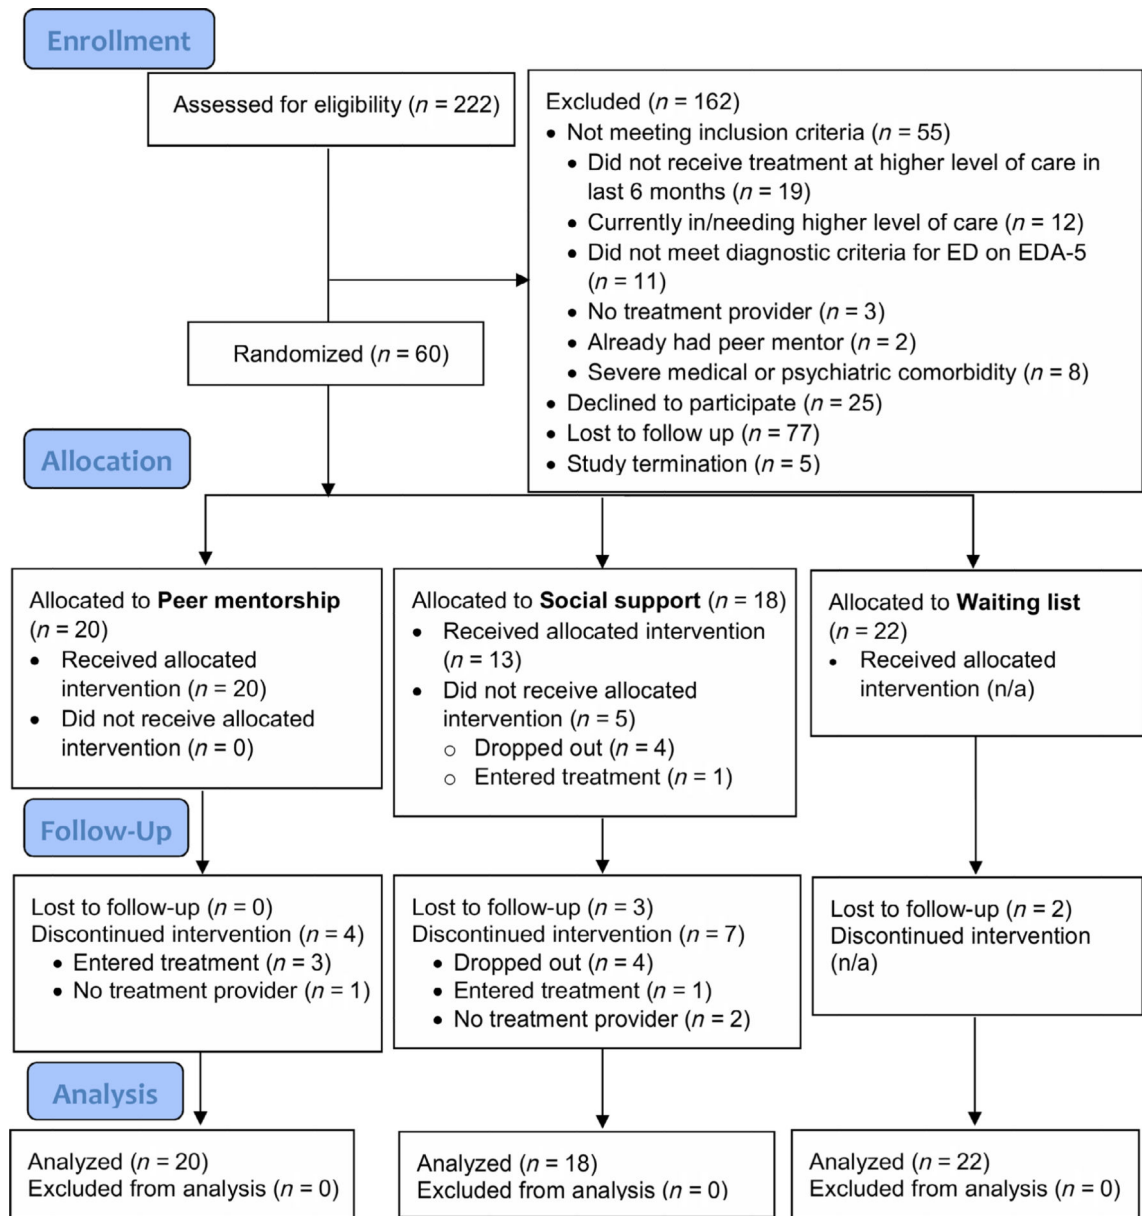 Enrollment
Assessed for eligibility (n = 222)
Excluded (n = 162)
• Not meeting inclusion criteria (n = 55)
• Did not receive treatment at higher level of care in
last 6 months (n = 19)
• Currently in/needing higher level of care (n = 12)
• Did not meet diagnostic criteria for ED on EDA-5
(n = 11)
• No treatment provider (n = 3)
• Already had peer mentor (n = 2)
• Severe medical or psychiatric comorbidity (n = 8)
• Declined to participate (n = 25)
• Lost to follow up (n = 77)
• Study termination (n = 5)
Randomized (n = 60)
Allocation
Allocated to Peer mentorship
(n = 20)
• Received allocated
intervention (n = 20)
• Did not receive allocated
intervention (n = 0)
Allocated to Social support (n = 18)
• Received allocated intervention
(n = 13)
• Did not receive allocated
intervention (n = 5)
o Dropped out (n = 4)
o Entered treatment (n = 1)
Allocated to Waiting list
(n = 22)
• Received allocated
intervention (n/a)
Follow-Up
Lost to follow-up (n = 0)
Discontinued intervention (n = 4)
• Entered treatment (n = 3)
• No treatment provider (n = 1)
Lost to follow-up (n = 3)
Discontinued intervention (n = 7)
• Dropped out (n = 4)
• Entered treatment (n = 1)
• No treatment provider (n = 2)
Lost to follow-up (n = 2)
Discontinued intervention
(n/a)
Analysis
Analyzed (n = 20)
Excluded from analysis (n = 0)
Analyzed (n = 18)
Excluded from analysis (n = 0)
Analyzed (n = 22)
Excluded from analysis (n = 0)